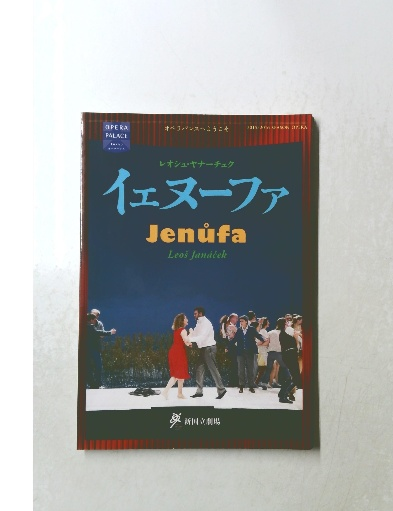 OPERA
PALACE
オペラパレスへようこそ
レオシュ・ヤナーチェク
イェヌーファ
Jenůfa
Leoš Janáček
新国立劇場